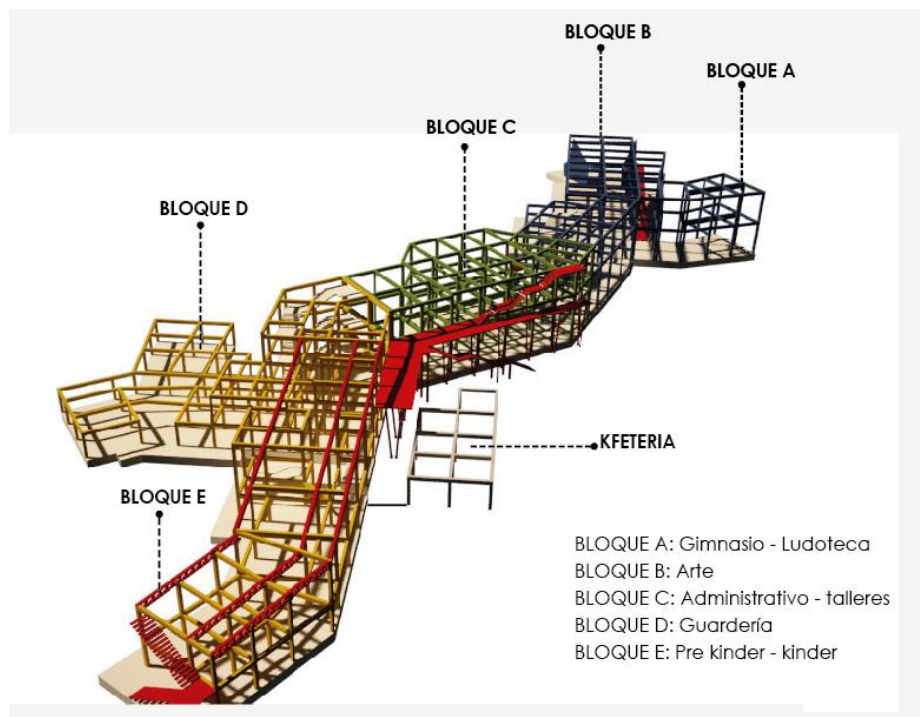 BLOQUE B
BLOQUE A
BLOQUE C
BLOQUE D
KFETERIA
BLOQUE E
BLOQUE A: Gimnasio - Ludoteca
BLOQUE B: Arte
BLOQUE C: Administrativo - talleres
BLOQUE D: Guardería
BLOQUE E: Pre kinder - kinder